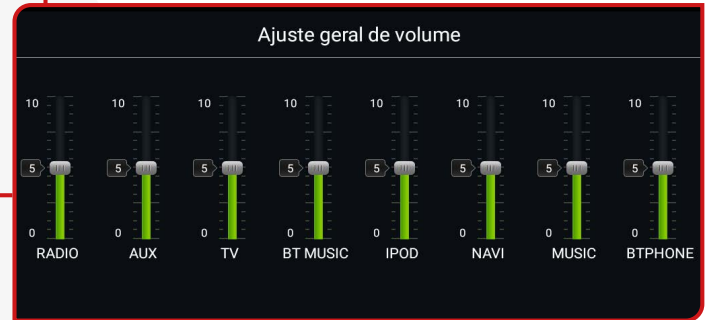 Ajuste geral de volume
10 10 10 10 10 10 10 10
5 5 5 5 5 5 5 5
0 0 0 0 0 0 0 0
RADIO AUX TV BT MUSIC IPOD NAVI MUSIC BTPHONE